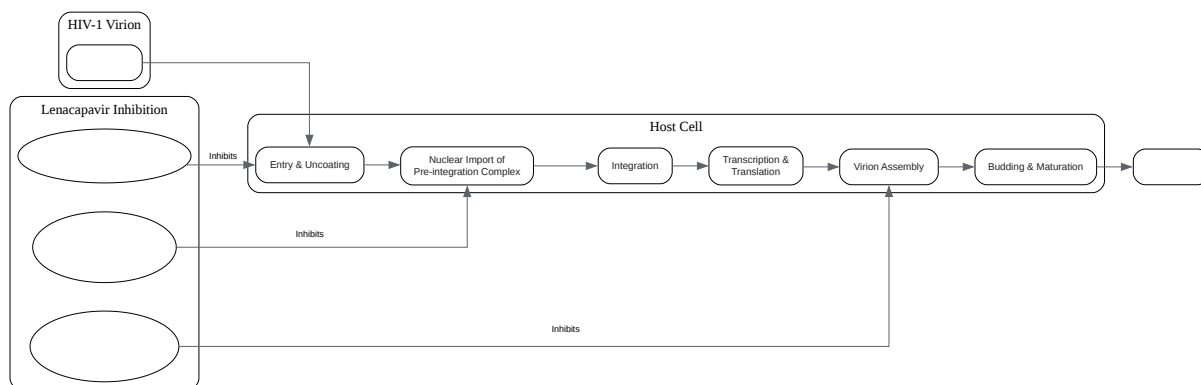 HIV-1 Virion
Lenacapavir Inhibition
Host Cell
Inhibits
Entry & Uncoating
Nuclear Import of
Pre-integration Complex
Integration
Transcription &
Translation
Virion Assembly
Budding & Maturation
Inhibits
Inhibits